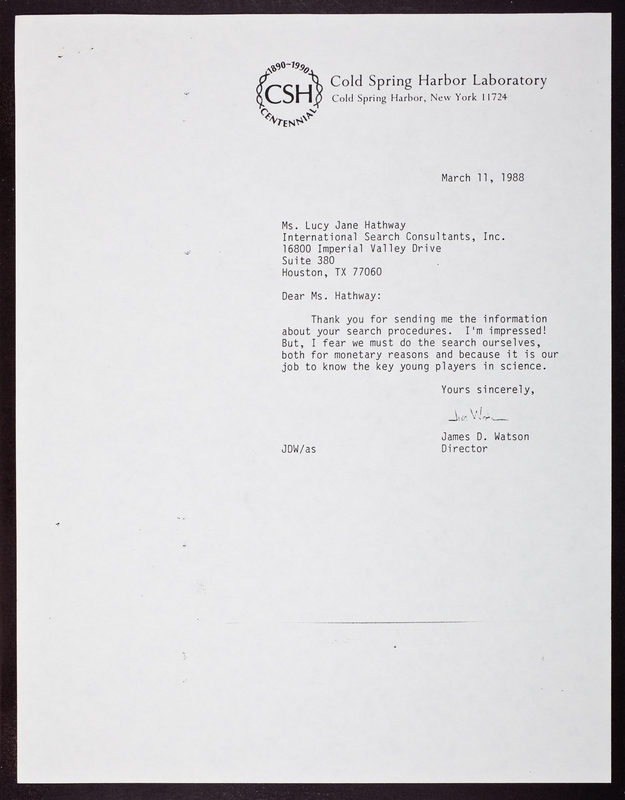 1890-1990
CSH
CENTENNIAL
Cold Spring Harbor Laboratory
Cold Spring Harbor, New York 11724
March 11, 1988
Ms. Lucy Jane Hathway
International Search Consultants, Inc.
16800 Imperial Valley Drive
Suite 380
Houston, TX 77060
Dear Ms. Hathway:
Thank you for sending me the information
about your search procedures. I'm impressed!
But, I fear we must do the search ourselves,
both for monetary reasons and because it is our
job to know the key young players in science.
Yours sincerely,
James D. Watson
JDW/as
Director